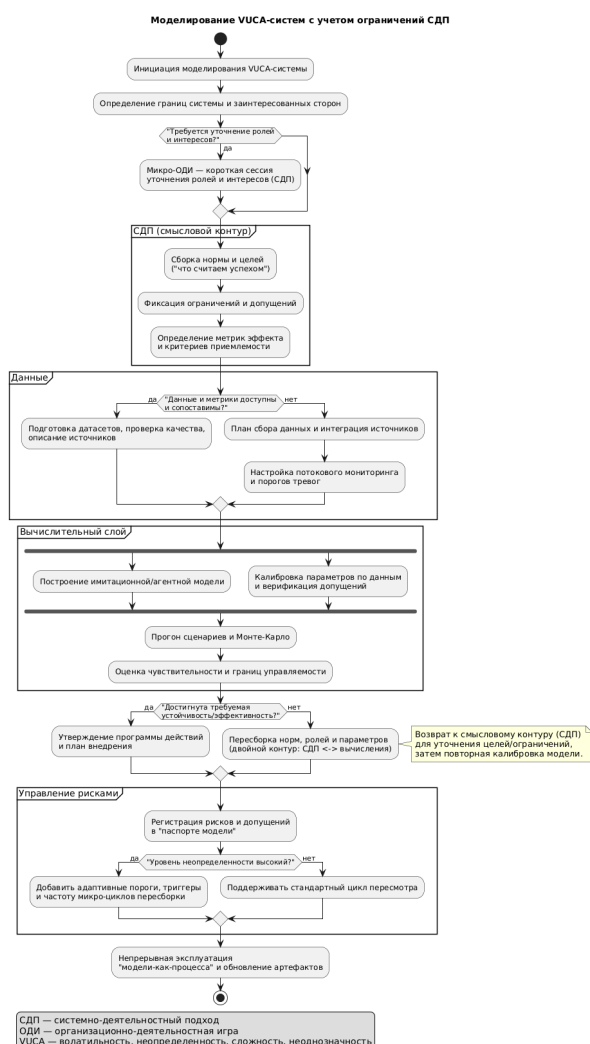 Моделирование VUCA-систем с учетом ограничений СДП
Инициация моделирования VUCA-системы
Определение границ системы и заинтересованных сторон
"Требуется уточнение ролей
и интересов?"
да
Микро-ОДИ — короткая сессия
уточнения ролей и интересов (СДП)
СДП (смысловой контур)
Сборка нормы и целей
("что считаем успехом")
Фиксация ограничений и допущений
Определение метрик эффекта
и критериев приемлемости
Данные
да
"Данные и метрики доступны
и сопоставимы?"
нет
Подготовка датасетов, проверка качества,
описание источников
План сбора данных и интеграция источников
Настройка потокового мониторинга
и порогов тревог
Вычислительный слой
Построение имитационной/агентной модели
Калибровка параметров по данным
и верификация допущений
Прогон сценариев и Монте-Карло
Оценка чувствительности и границ управляемости
да
"Достигнута требуемая
устойчивость/эффективность?"
нет
Утверждение программы действий
и план внедрения
Пересборка норм, ролей и параметров
(двойной контур: СДП <-> вычисления)
Возврат к смысловому контуру (СДП)
для уточнения целей/ограничений,
затем повторная калибровка модели.
Управление рисками
Регистрация рисков и допущений
в "паспорте модели"
да
"Уровень неопределенности высокий?"
нет
Добавить адаптивные пороги, триггеры
и частоту микро-циклов пересборки
Поддерживать стандартный цикл пересмотра
Непрерывная эксплуатация
"модели-как-процесса" и обновление артефактов
СДП — системно-деятельностный подход
ОДИ — организационно-деятельностная игра
VUCA — волатильность, неопределенность, сложность, неоднозначность